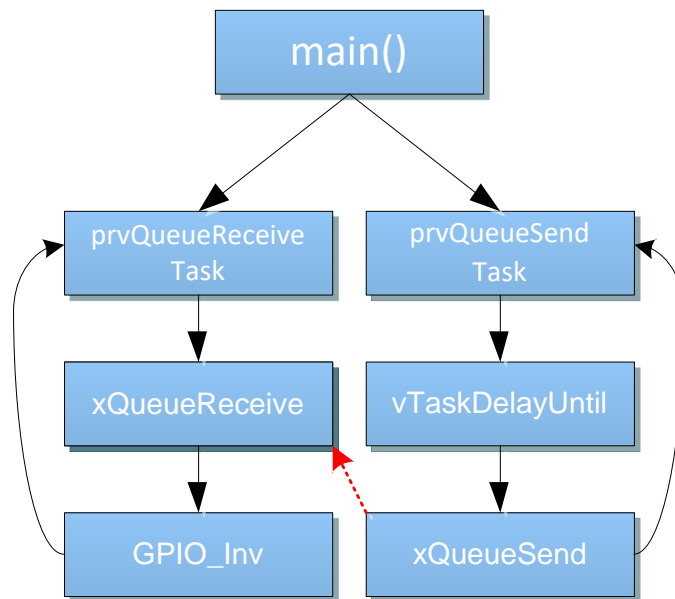 main()
prvQueueReceive
Task
prvQueueSend
Task
xQueueReceive
vTaskDelayUntil
GPIO_Inv
xQueueSend